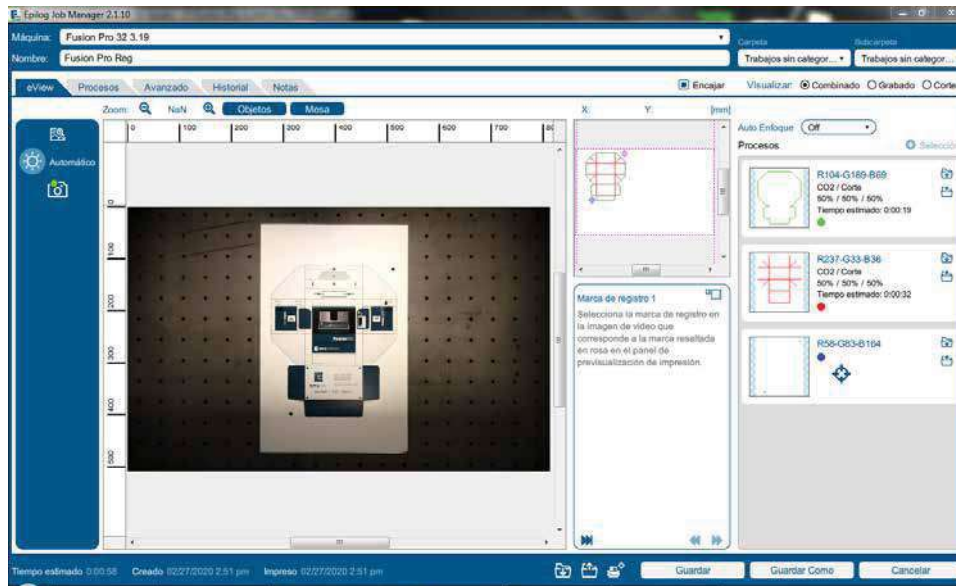 Epilog Job Manager 2.1.10
Máquina: Fusion Pro 32 3.19
Nombre: Fusion Pro Reg
Carpeta
Subcarpeta
Trabajos sin categor...
Trabajos sin categor...
eView Procesos Avanzado Historial Notas
Encajar
Visualizar: Combinado Grabado Corte
Zoom: NaN Objetos Mesa
X: Y: [mm]
Auto Enfoque Off
Procesos
Selección
Automático
0 100 200 300 400 500 600 700
0
100
200
300
400
500
R104-G189-B69
CO2 / Corte
50% / 50% / 50%
Tiempo estimado: 0:00:19
R237-G33-B36
CO2 / Corte
50% / 50% / 50%
Tiempo estimado: 0:00:32
R58-G83-B164
Marca de registro 1
Selecciona la marca de registro en
la imagen de video que
corresponde a la marca resaltada
en rosa en el panel de
previsualización de impresión.
Tiempo estimado 0:00:58 Creado 02/27/2020 2:51 pm Impreso 02/27/2020 2:51 pm
Guardar
Guardar Como
Cancelar